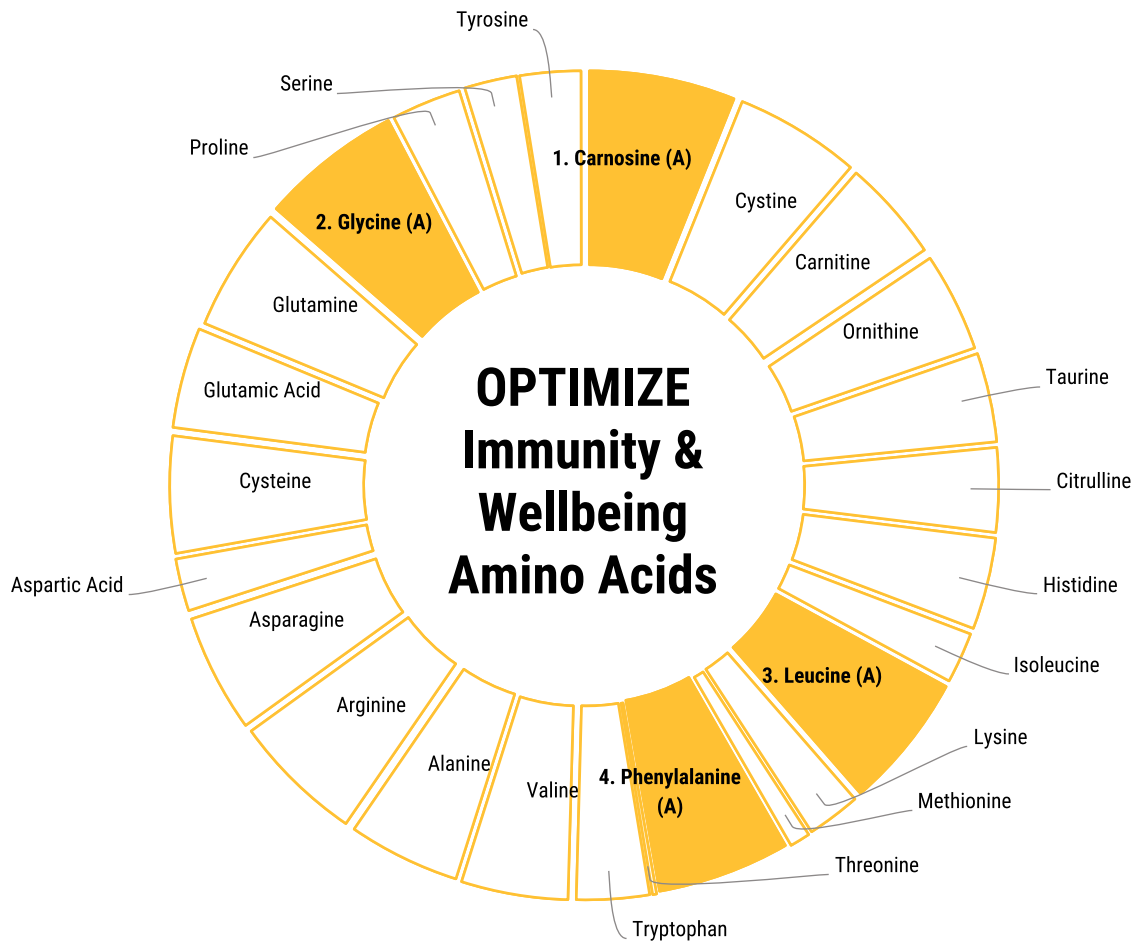 Tyrosine
Serine
Proline
1. Carnosine (A)
2. Glycine (A)
Cystine
Carnitine
Glutamine
Ornithine
Taurine
Glutamic Acid
OPTIMIZE
Immunity &
Wellbeing
Amino Acids
Cysteine
Citrulline
Aspartic Acid
Histidine
Asparagine
Isoleucine
3. Leucine (A)
Arginine
Lysine
Alanine
Valine
4. Phenylalanine
(A)
Methionine
Threonine
Tryptophan